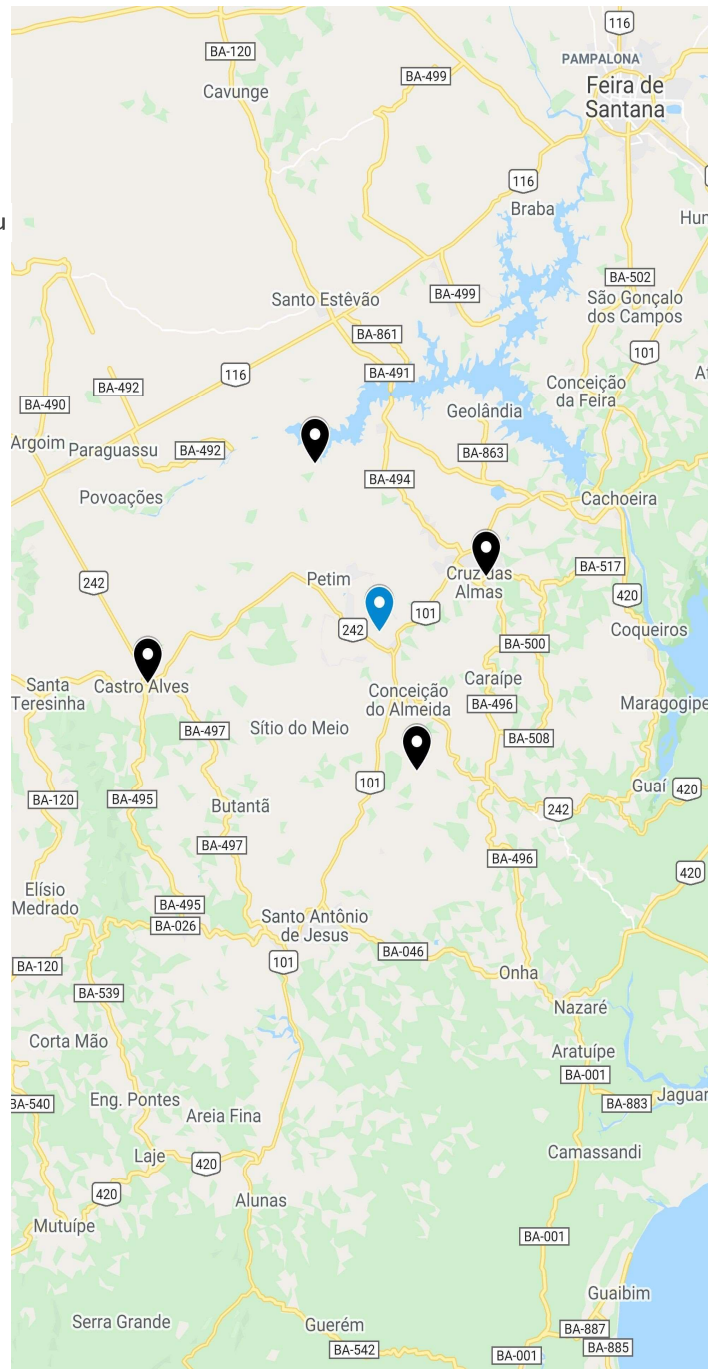 116
BA-120
PAMPALONA
BA-499
Feira de
Santana
Cavunge
116
Braba
Hum
BA-502
BA-499
São Gonçalo
dos Campos
Santo Estêvão
BA-861
101
116
BA-491
BA-492
Conceição
da Feira
BA-490
Geolândia
Argoim
Paraguassu
BA-492
BA-863
BA-494
Povoações
Cachoeira
Petim
Cruz das
Almas
BA-517
242
420
101
242
BA-500
Coqueiros
Caraípe
Santa
Teresinha
Castro Alves
Conceição
do Almeida
BA-496
Maragogipe
BA-497
Sítio do Meio
BA-508
101
Guaí
420
BA-120
BA-495
Butantã
242
BA-497
BA-496
420
Elísio
Medrado
BA-495
BA-026
Santo Antônio
de Jesus
BA-046
101
BA-120
Onha
BA-539
Nazaré
Corta Mão
Aratuípe
BA-001
Eng. Pontes
BA-540
BA-883
Jaguar
Areia Fina
Laje
420
Camassandi
420
Alunas
Mutuípe
BA-001
Guaibim
Serra Grande
Guerém
BA-887
BA-542
BA-885
BA-001